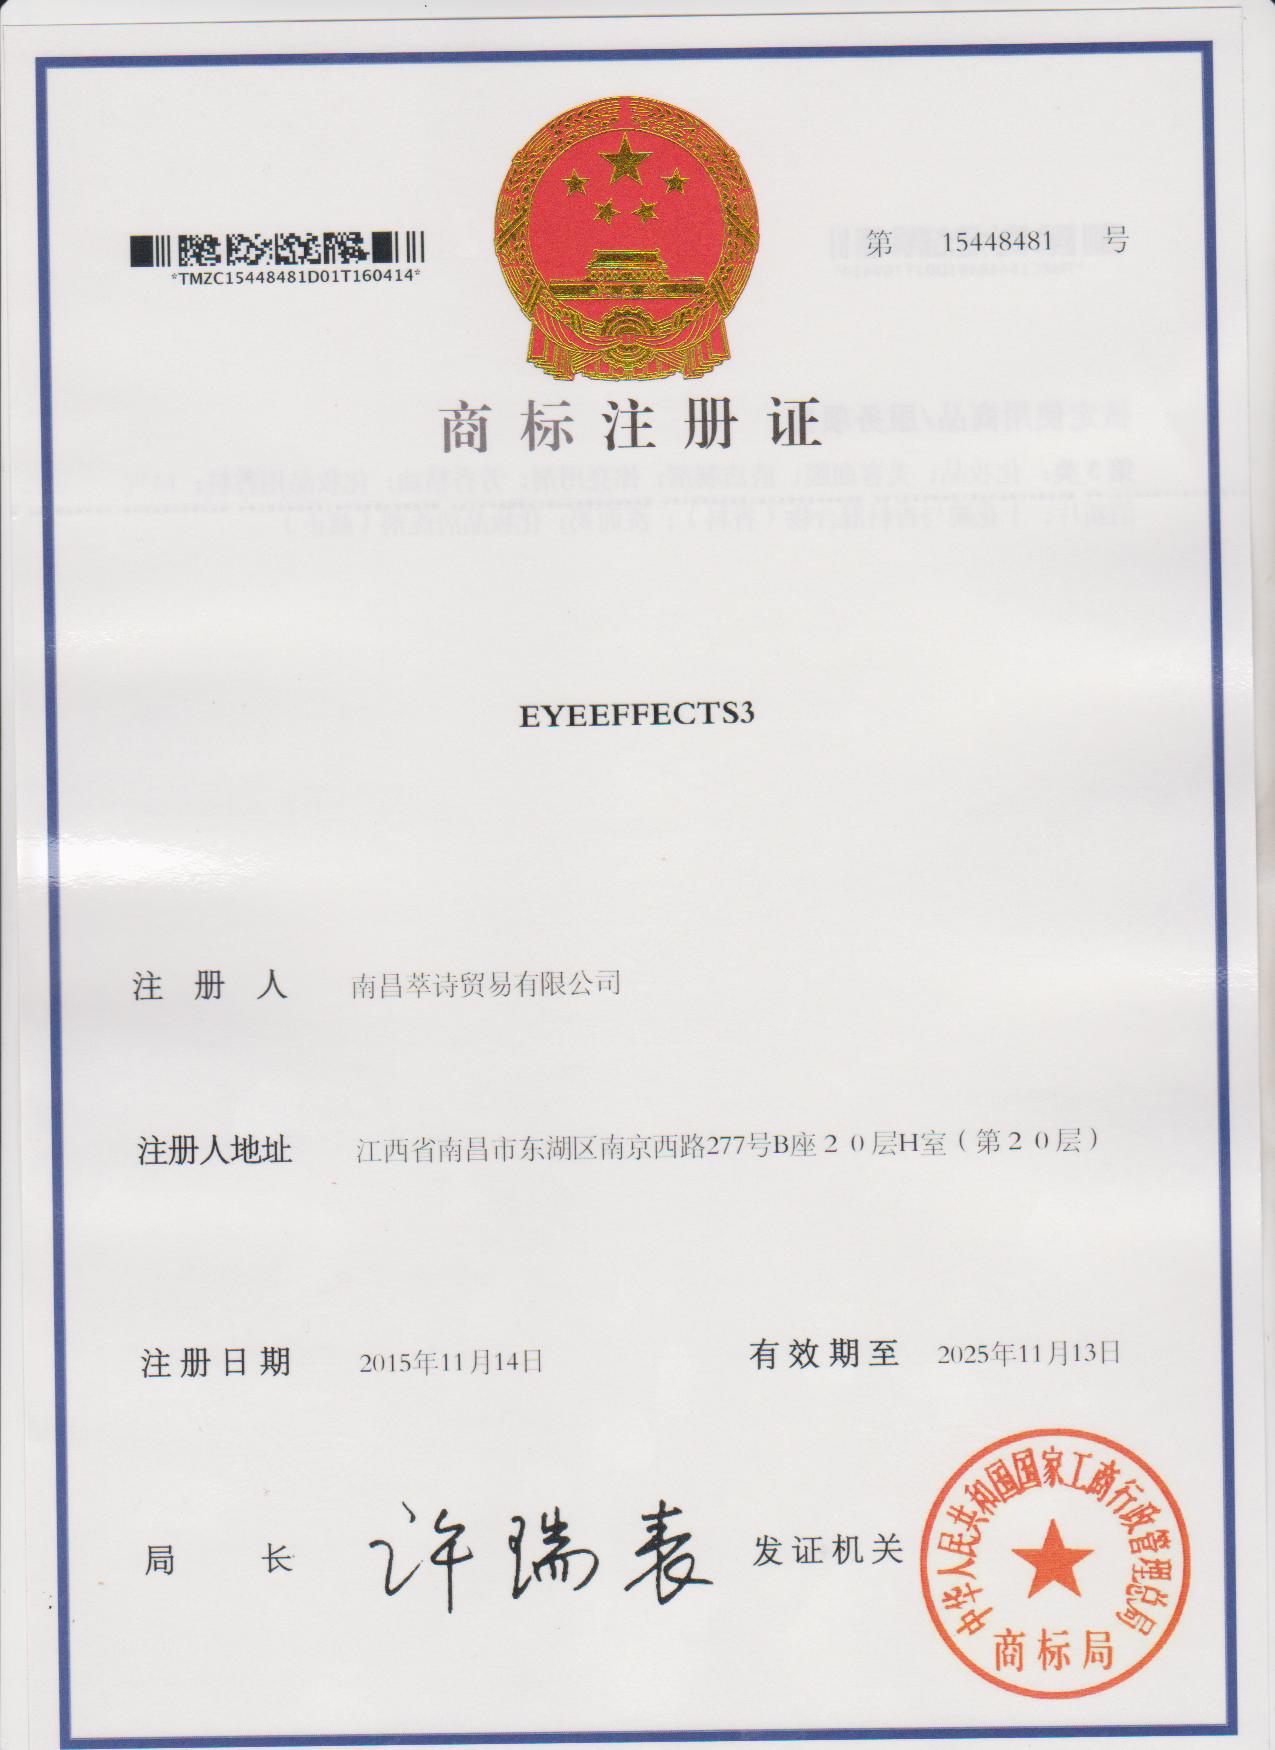 *TMZC15448481D01T160414*
第 15448481 号
商标注册证
EYEEFFECTS3
注册人 南昌萃诗贸易有限公司
注册人地址 江西省南昌市东湖区南京西路277号B座２０层H室（第２０层）
注册日期 2015年11月14日 有效期至 2025年11月13日
局长 许瑞表 发证机关
中华人民共和国国家工商行政管理总局
商标局